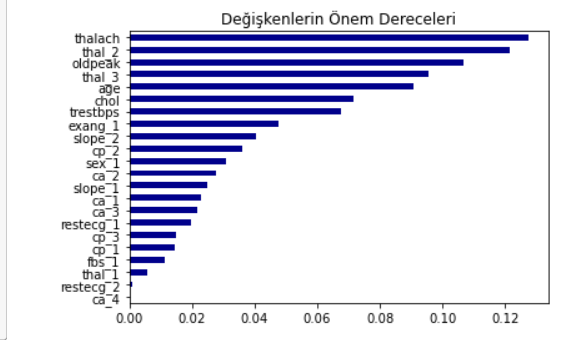 Değişkenlerin Önem Dereceleri
thalach
thal_2
oldpeak
thal_3
age
chol
trestbps
exang_1
slope_2
cp_2
sex_1
ca_2
slope_1
ca_1
ca_3
restecg_1
cp_3
cp_1
fbs_1
thal_1
restecg_2
ca_4
0.00 0.02 0.04 0.06 0.08 0.10 0.12